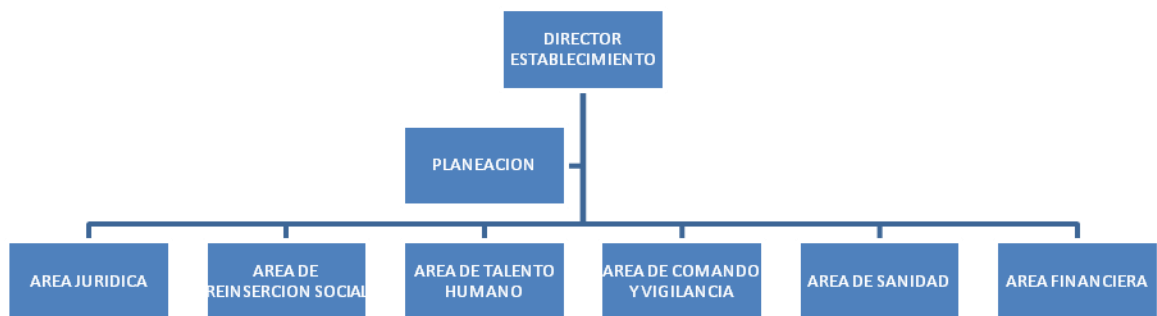 DIRECTOR
ESTABLECIMIENTO
PLANEACION
AREA JURIDICA
AREA DE
REINSERCION SOCIAL
AREA DE TALENTO
HUMANO
AREA DE COMANDO
Y VIGILANCIA
AREA DE SANIDAD
AREA FINANCIERA